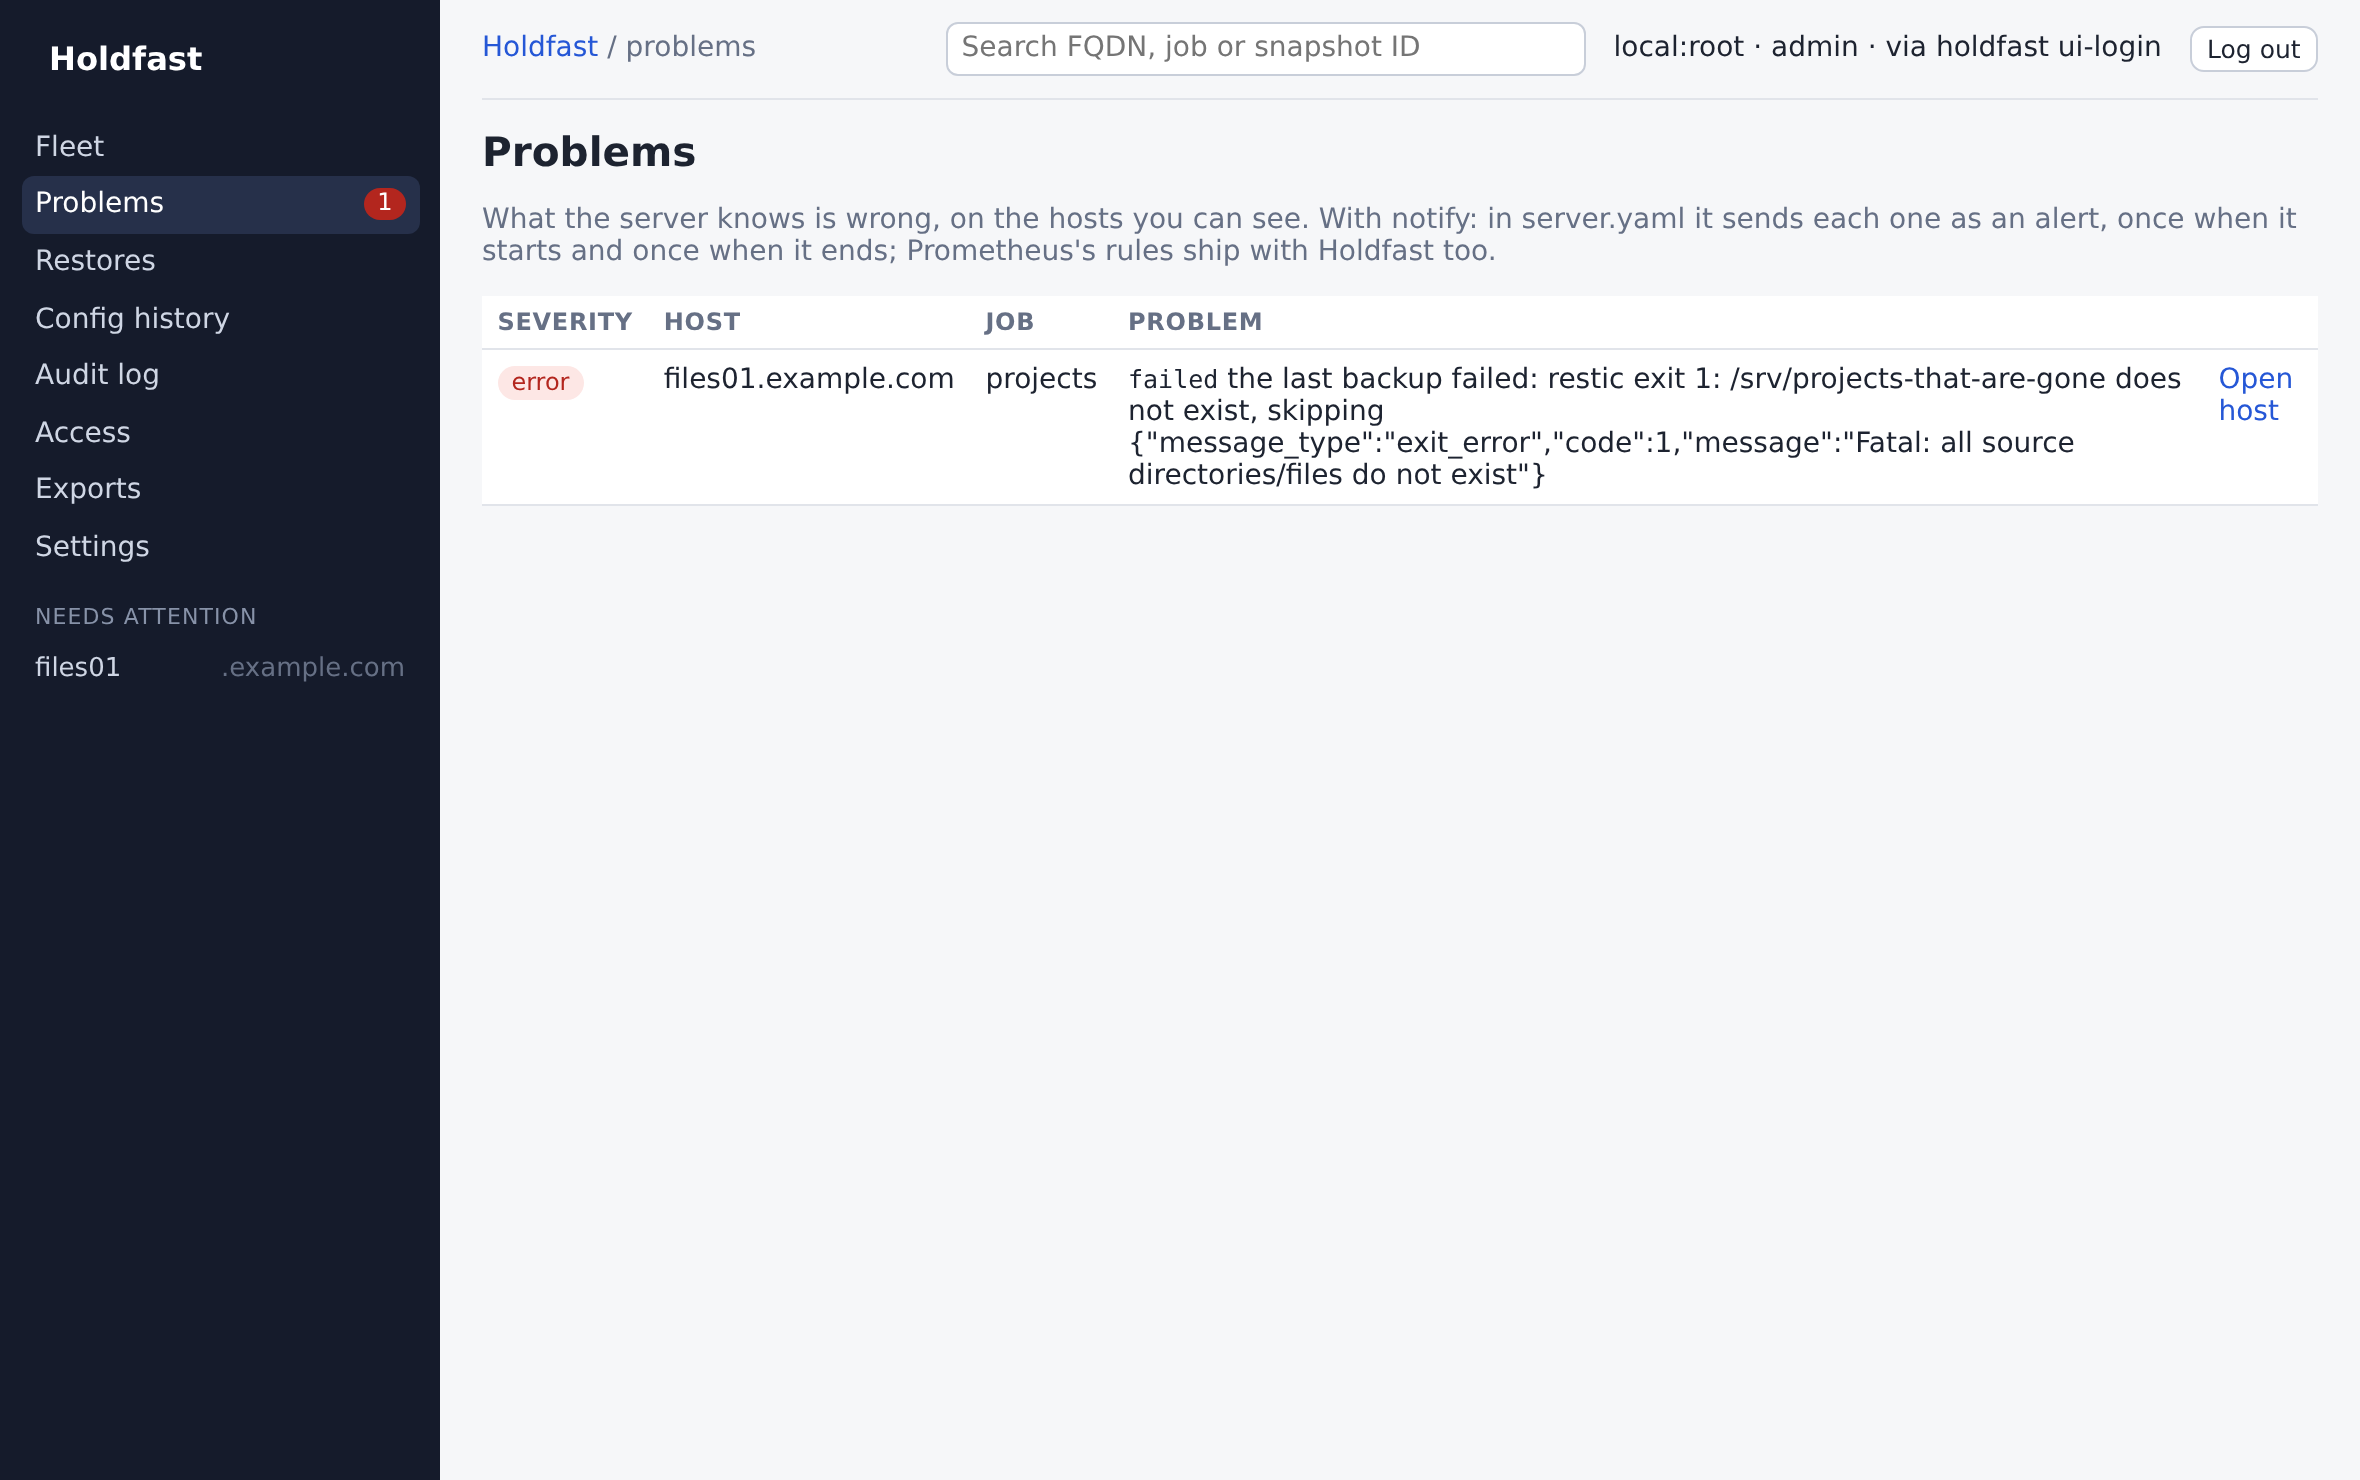 Holdfast
Fleet
Problems 1
Restores
Config history
Audit log
Access
Exports
Settings
NEEDS ATTENTION
files01 .example.com
Holdfast / problems
Search FQDN, job or snapshot ID
local:root · admin · via holdfast ui-login
Log out
Problems
What the server knows is wrong, on the hosts you can see. With notify: in server.yaml it sends each one as an alert, once when it
starts and once when it ends; Prometheus's rules ship with Holdfast too.
SEVERITY HOST JOB PROBLEM
error files01.example.com projects failed the last backup failed: restic exit 1: /srv/projects-that-are-gone does Open
not exist, skipping host
{"message_type":"exit_error","code":1,"message":"Fatal: all source
directories/files do not exist"}